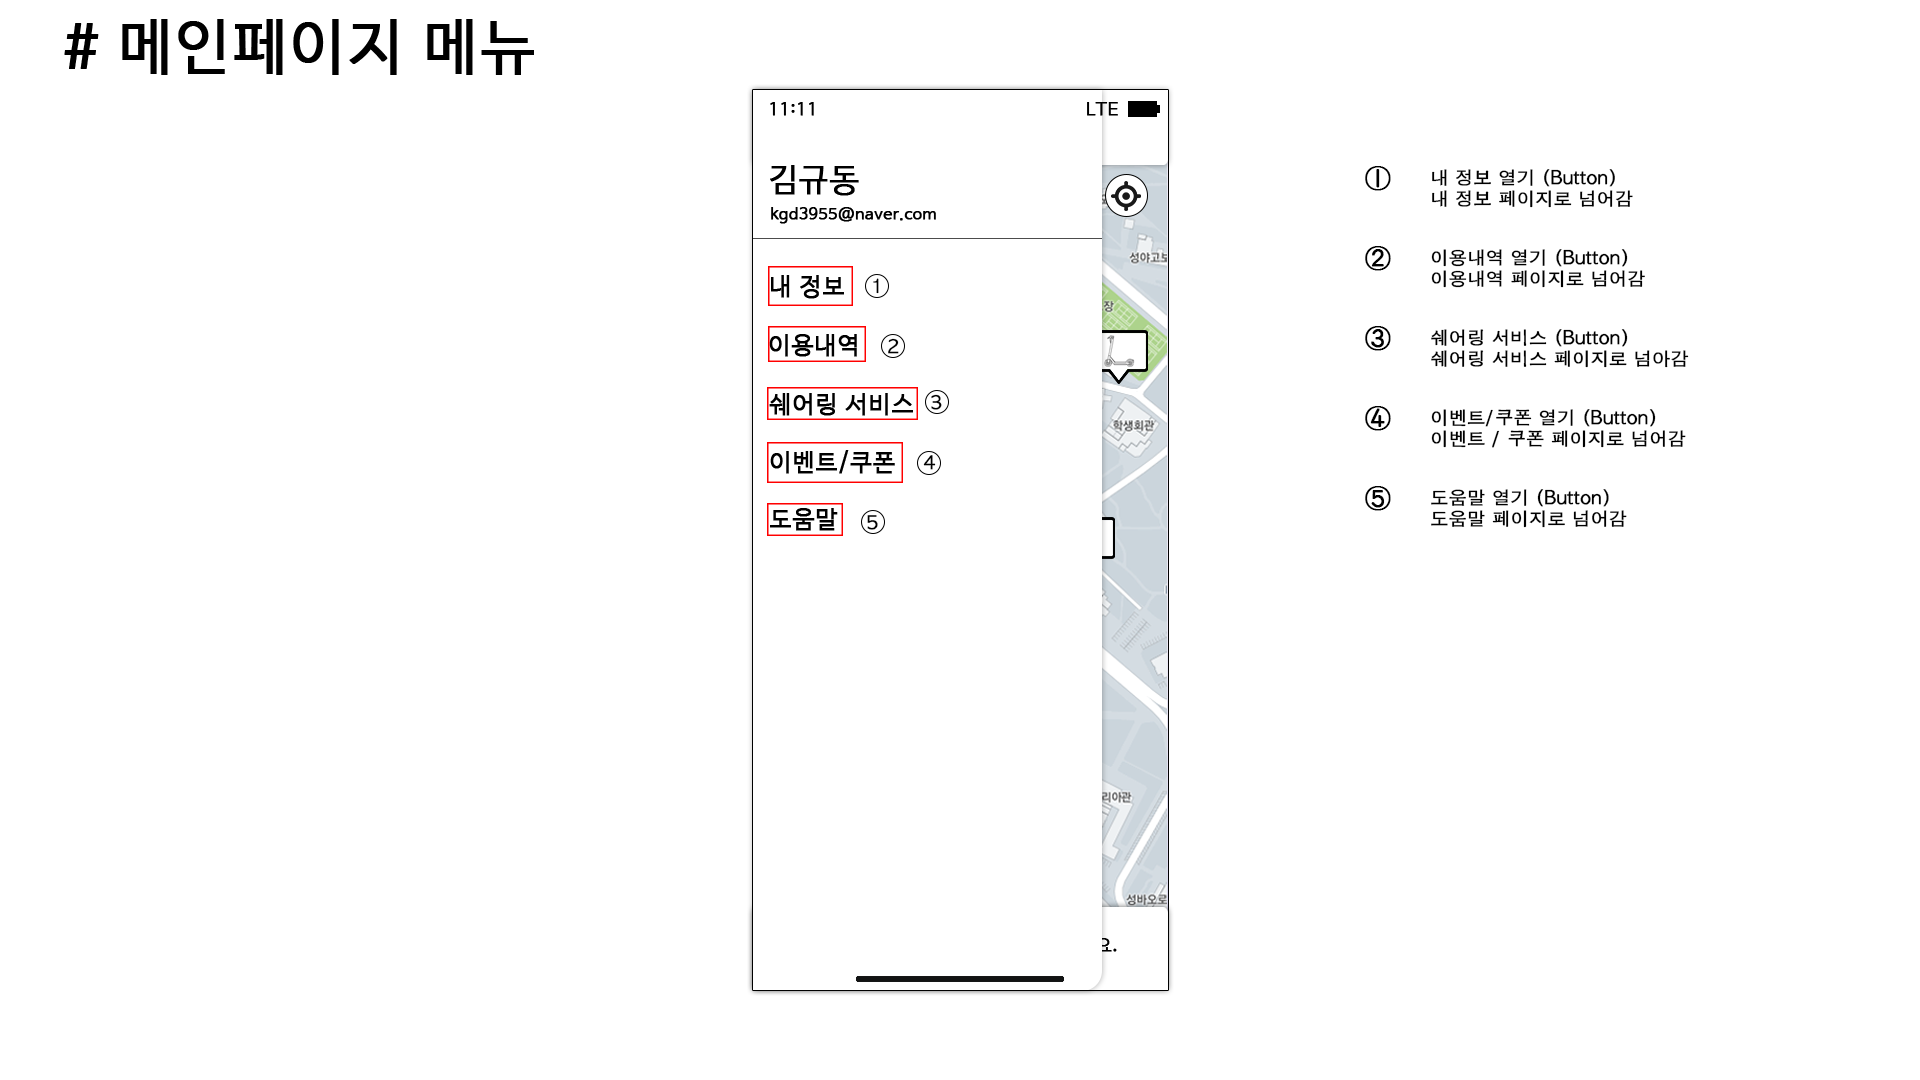 # 메인페이지 메뉴
11:11
LTE
김규동
kgd3955@naver.com
내 정보 ①
이용내역 ②
쉐어링 서비스 ③
이벤트/쿠폰 ④
도움말 ⑤
성야고보
장
학생회관
리아관
성바오로
요.
① 내 정보 열기 (Button)
내 정보 페이지로 넘어감
② 이용내역 열기 (Button)
이용내역 페이지로 넘어감
③ 쉐어링 서비스 (Button)
쉐어링 서비스 페이지로 넘아감
④ 이벤트/쿠폰 열기 (Button)
이벤트 / 쿠폰 페이지로 넘어감
⑤ 도움말 열기 (Button)
도움말 페이지로 넘어감